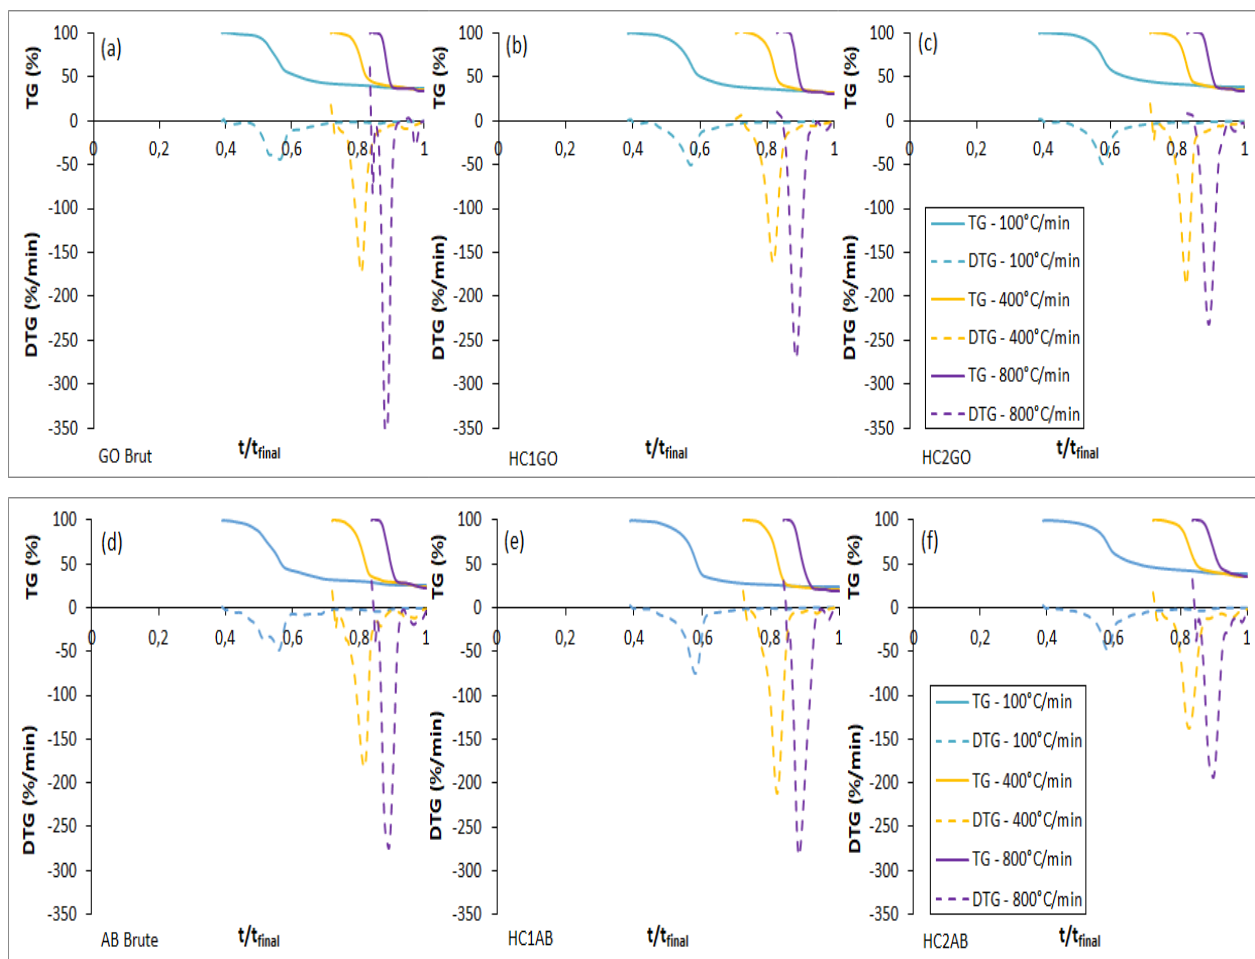 (a)
TG (%)
DTG (%/min)
100
50
0
-50
-100
-150
-200
-250
-300
-350
0
0,2
0,4
0,6
0,8
1
GO Brut
t/tfinal
(b)
TG (%)
DTG (%/min)
100
50
0
-50
-100
-150
-200
-250
-300
-350
0
0,2
0,4
0,6
0,8
1
HC1GO
t/tfinal
(c)
TG (%)
DTG (%/min)
100
50
0
-50
-100
-150
-200
-250
-300
-350
0
0,2
0,4
0,6
0,8
1
TG - 100°C/min
DTG - 100°C/min
TG - 400°C/min
DTG - 400°C/min
TG - 800°C/min
DTG - 800°C/min
HC2GO
t/tfinal
(d)
TG (%)
DTG (%/min)
100
50
0
-50
-100
-150
-200
-250
-300
-350
0
0,2
0,4
0,6
0,8
1
AB Brute
t/tfinal
(e)
TG (%)
DTG (%/min)
100
50
0
-50
-100
-150
-200
-250
-300
-350
0
0,2
0,4
0,6
0,8
1
HC1AB
t/tfinal
(f)
TG (%)
DTG (%/min)
100
50
0
-50
-100
-150
-200
-250
-300
-350
0
0,2
0,4
0,6
0,8
1
TG - 100°C/min
DTG - 100°C/min
TG - 400°C/min
DTG - 400°C/min
TG - 800°C/min
DTG - 800°C/min
HC2AB
t/tfinal